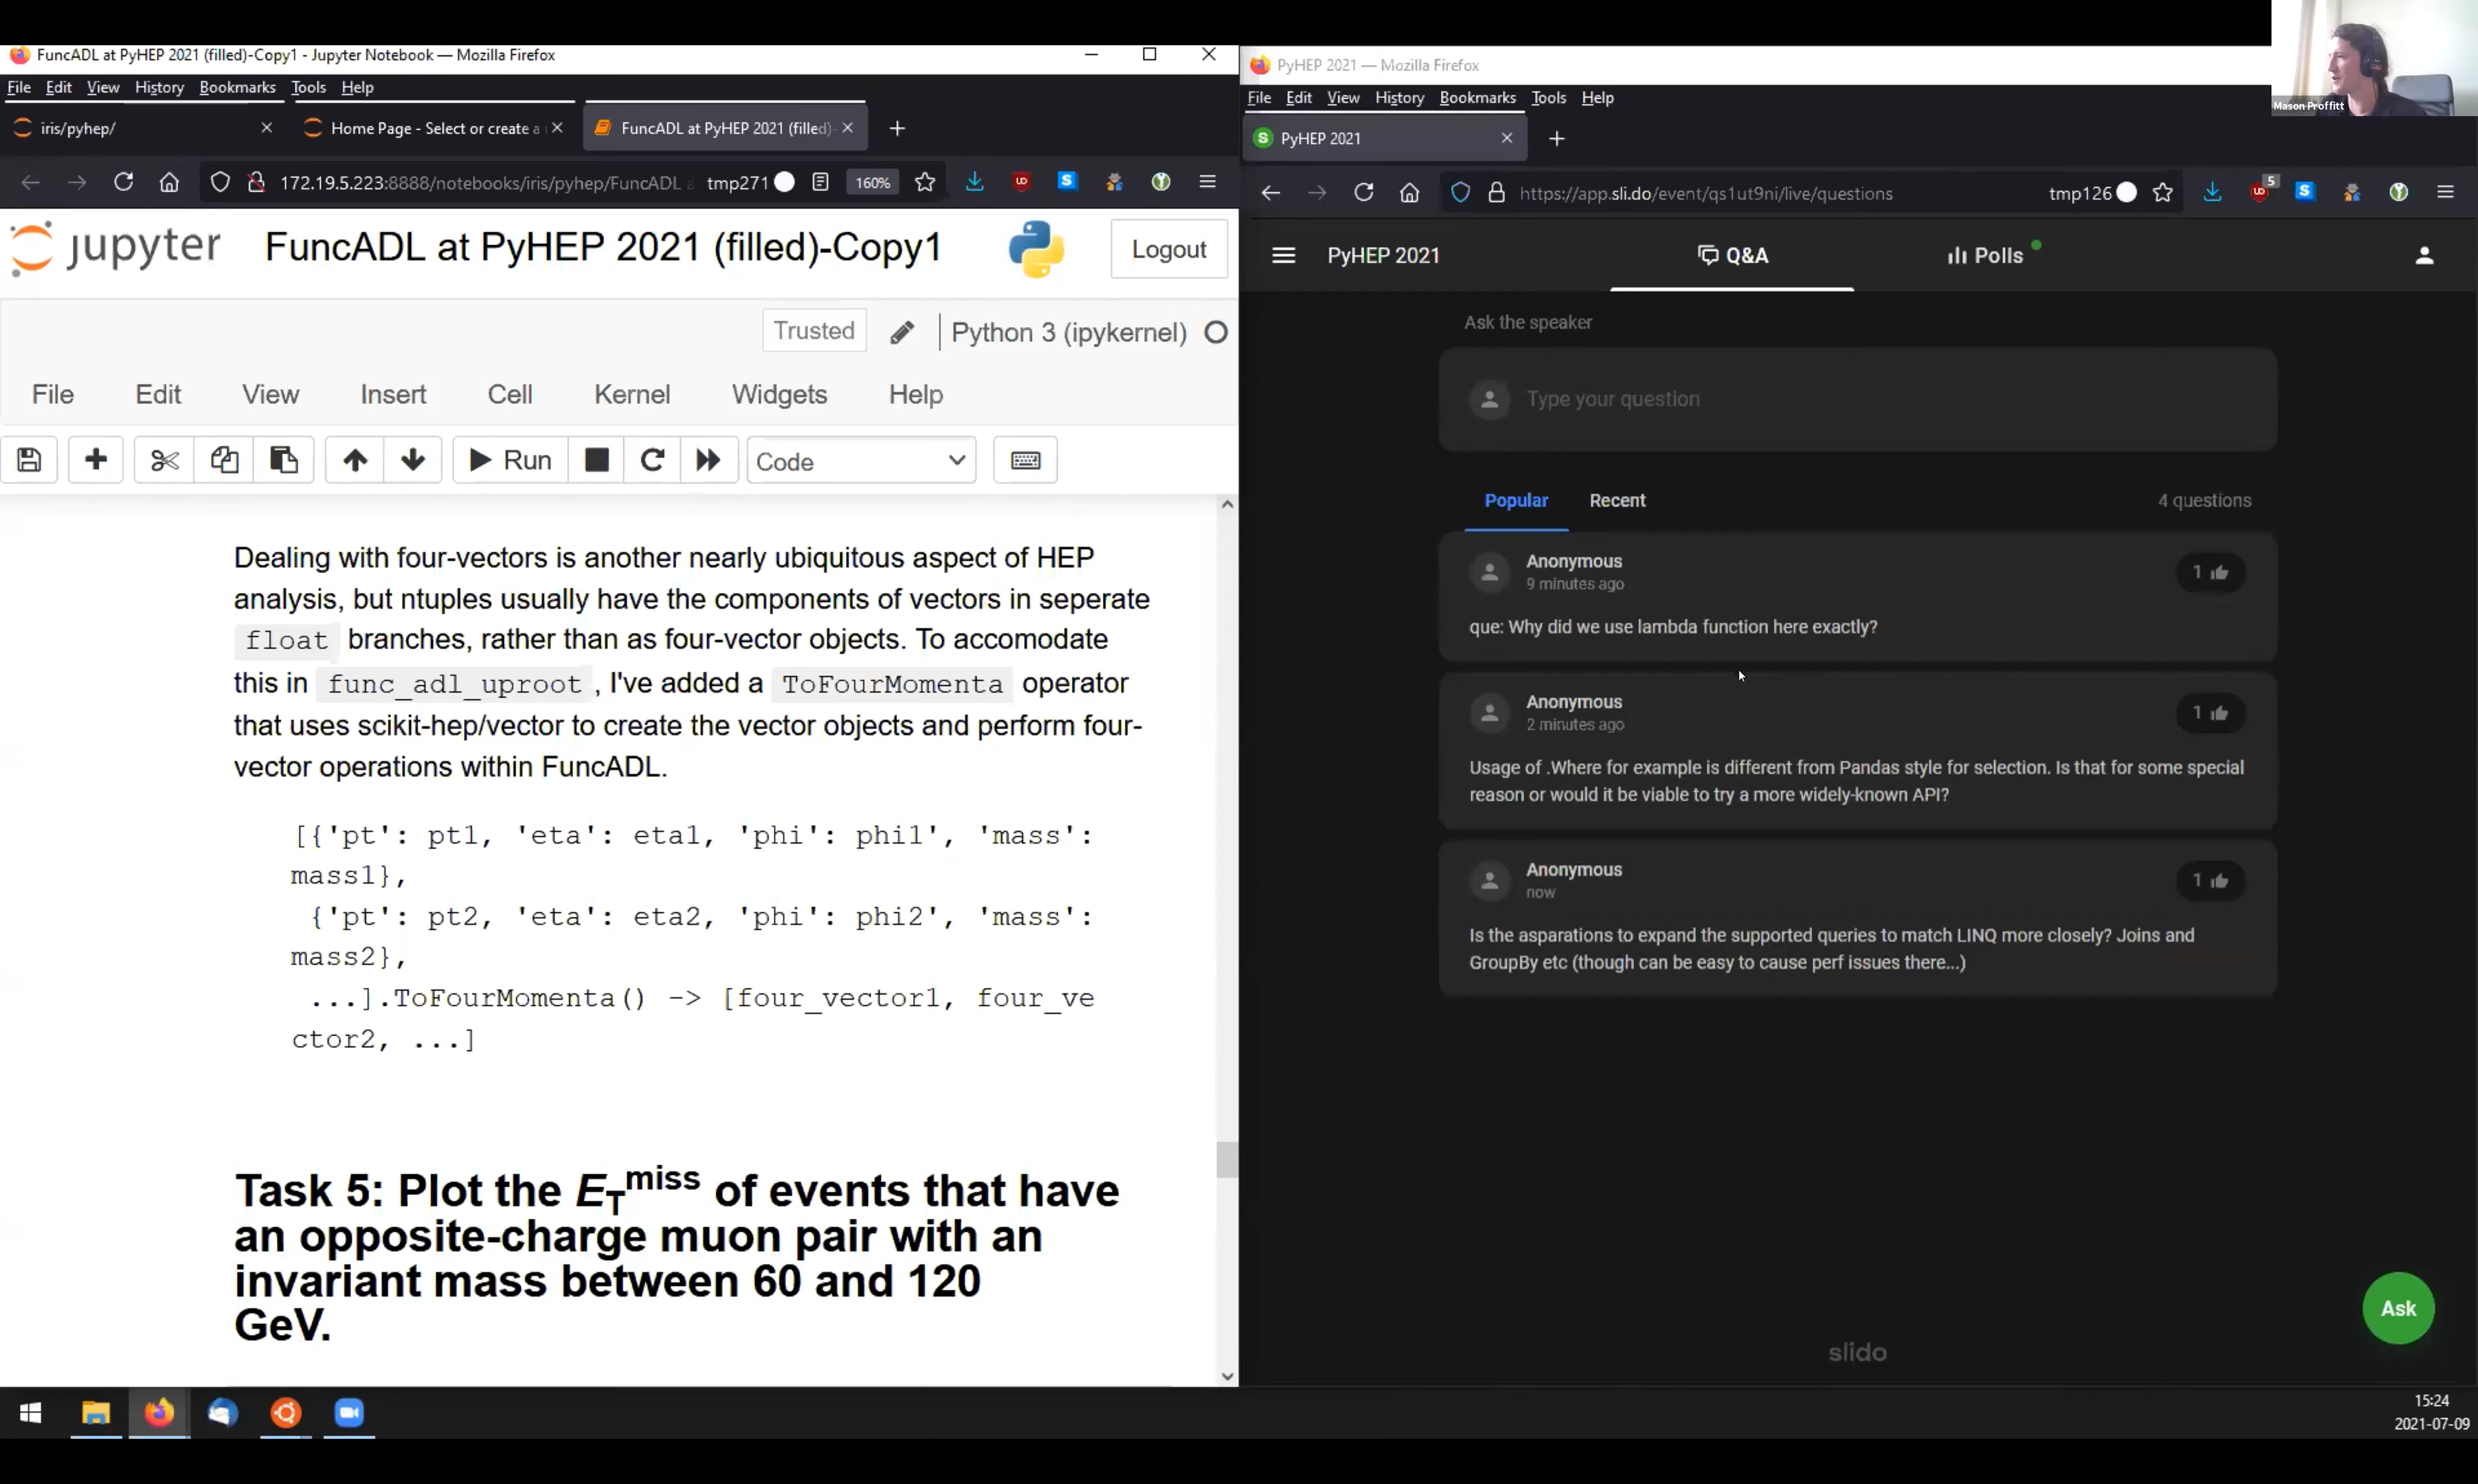 FuncADL at PyHEP 2021 (filled)-Copy1 - Jupyter Notebook — Mozilla Firefox
File Edit View History Bookmarks Tools Help
iris/pyhep/
Home Page - Select or create a
FuncADL at PyHEP 2021 (filled)-
172.19.5.223:8888/notebooks/iris/pyhep/FuncADL
tmp271
160%
jupyter
FuncADL at PyHEP 2021 (filled)-Copy1
Logout
Trusted
Python 3 (ipykernel)
File Edit View Insert Cell Kernel Widgets Help
Run
Code
Dealing with four-vectors is another nearly ubiquitous aspect of HEP
analysis, but ntuples usually have the components of vectors in seperate
float branches, rather than as four-vector objects. To accomodate
this in func_adl_uproot , I've added a ToFourMomenta operator
that uses scikit-hep/vector to create the vector objects and perform four-
vector operations within FuncADL.
[{'pt': pt1, 'eta': eta1, 'phi': phi1', 'mass':
mass1},
{'pt': pt2, 'eta': eta2, 'phi': phi2', 'mass':
mass2},
...].ToFourMomenta() -> [four_vector1, four_ve
ctor2, ...]
Task 5: Plot the ETmiss of events that have
an opposite-charge muon pair with an
invariant mass between 60 and 120
GeV.
PyHEP 2021 — Mozilla Firefox
File Edit View History Bookmarks Tools Help
PyHEP 2021
https://app.sli.do/event/qs1ut9ni/live/questions
tmp126
5
PyHEP 2021
Q&A
Polls
Ask the speaker
Type your question
Popular
Recent
4 questions
Anonymous
9 minutes ago
1
que: Why did we use lambda function here exactly?
Anonymous
2 minutes ago
1
Usage of .Where for example is different from Pandas style for selection. Is that for some special
reason or would it be viable to try a more widely-known API?
Anonymous
now
1
Is the asparations to expand the supported queries to match LINQ more closely? Joins and
GroupBy etc (though can be easy to cause perf issues there...)
Ask
slido
Mason Proffitt
15:24
2021-07-09